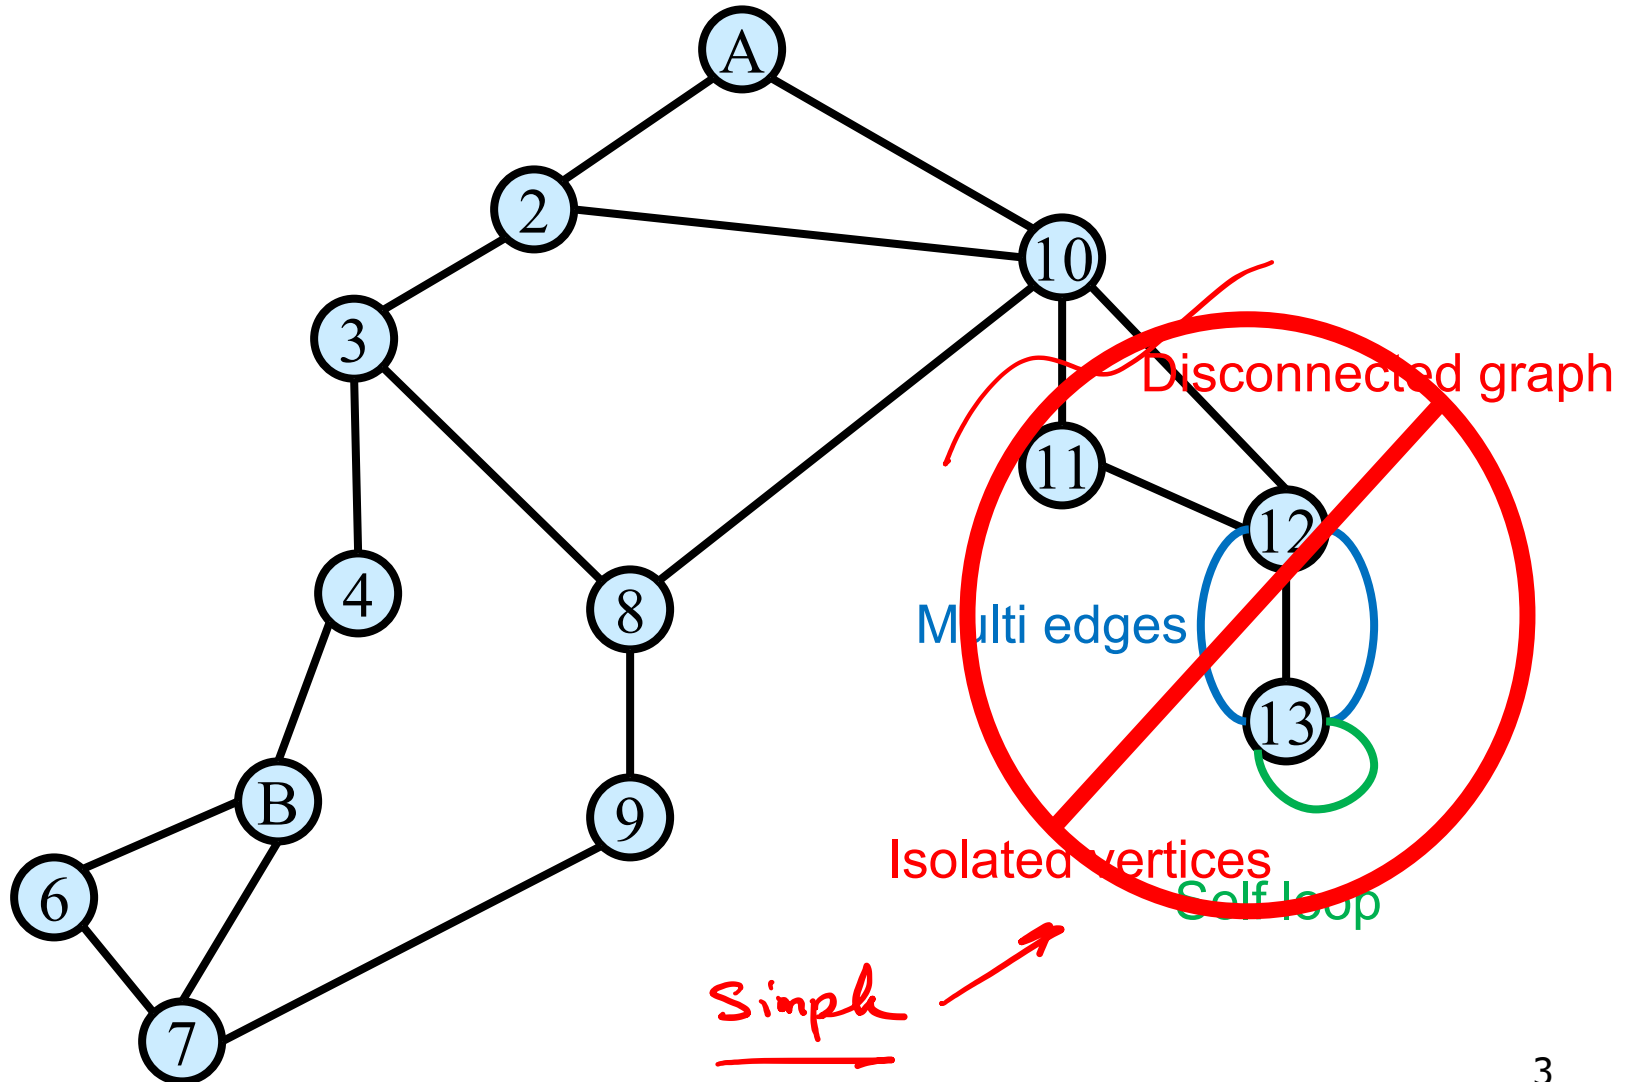 A
2
10
3
Disconnected graph
11
12
4
8
Multi edges
13
B
9
Isolated vertices
6
Self loop
Simple
7
3